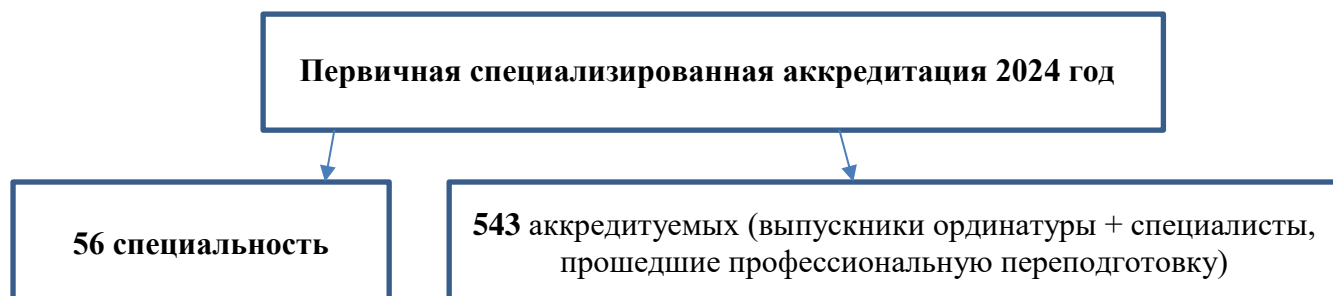 Первичная специализированная аккредитация 2024 год
56 специальность
543 аккредитуемых (выпускники ординатуры + специалисты,
прошедшие профессиональную переподготовку)